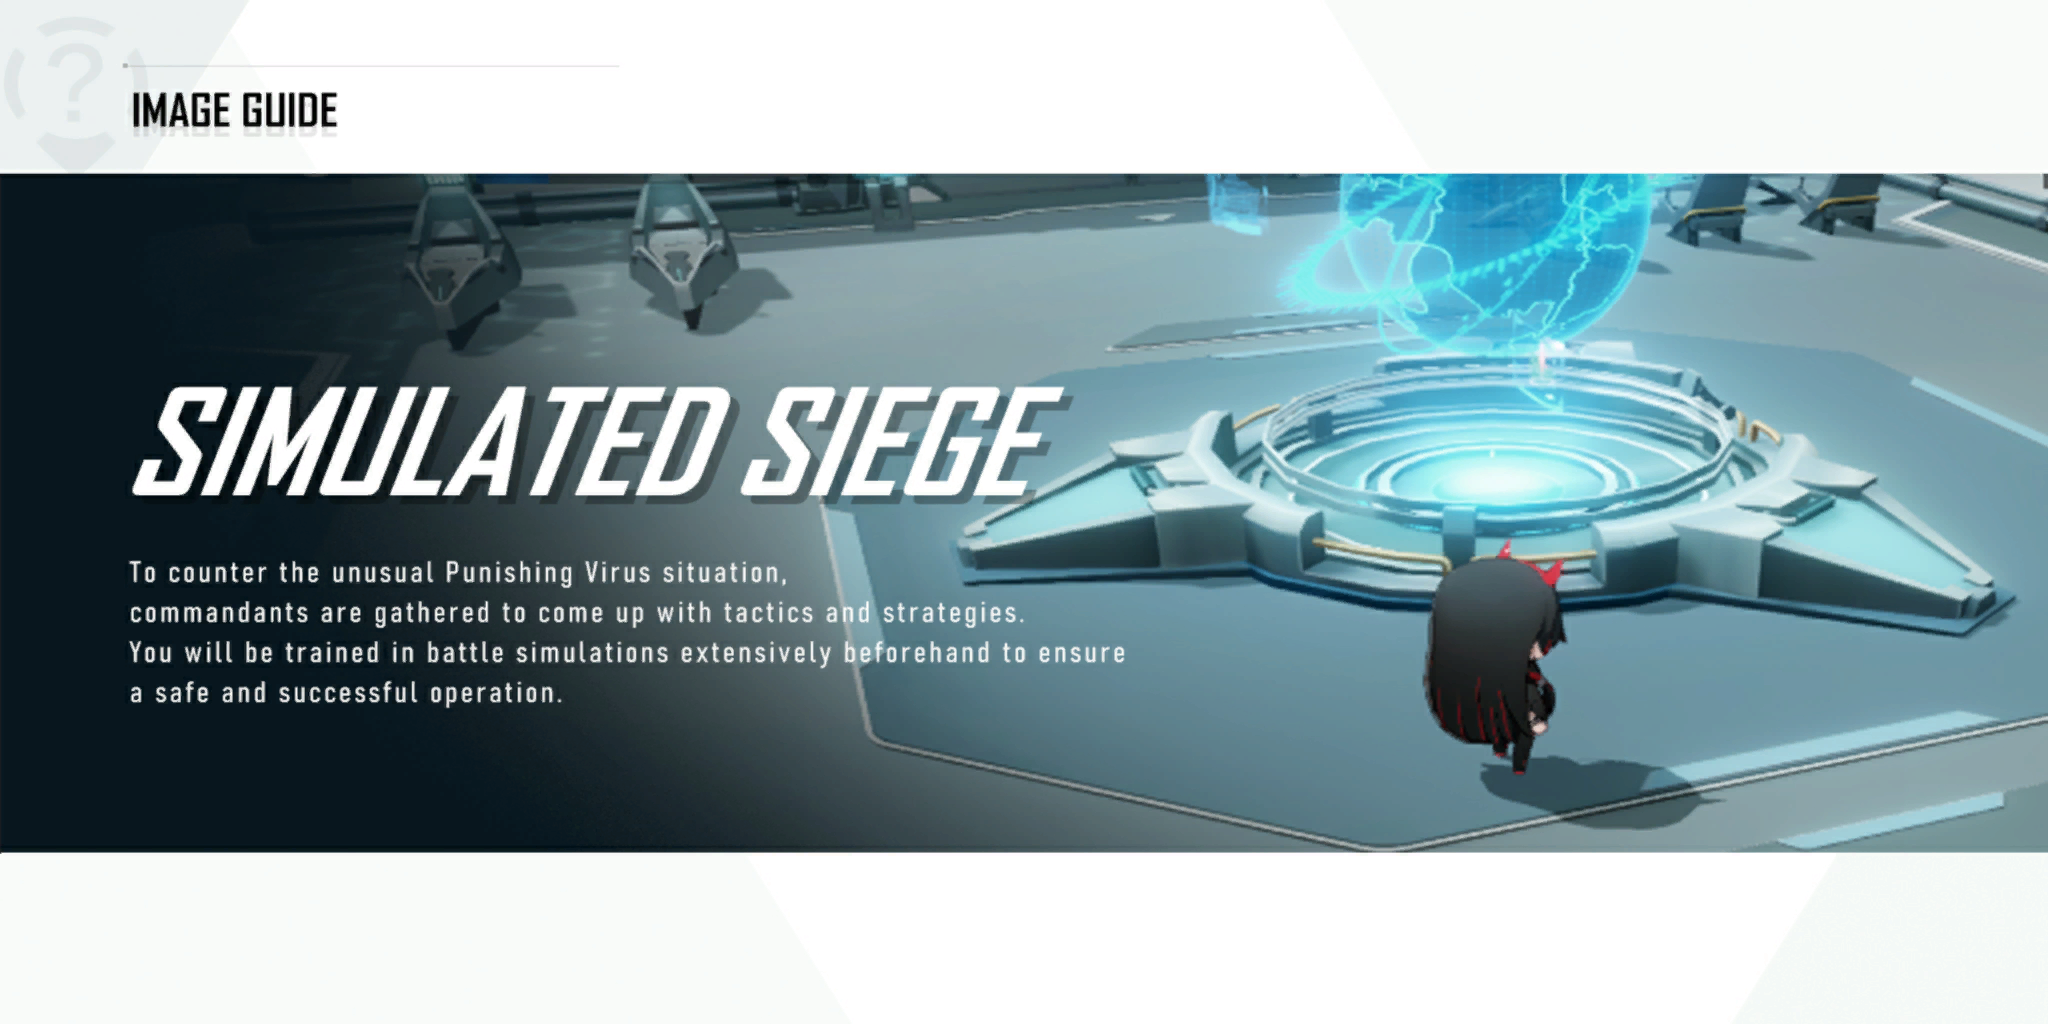 IMAGE GUIDE
SIMULATED SIEGE
To counter the unusual Punishing Virus situation,
commandants are gathered to come up with tactics and strategies.
You will be trained in battle simulations extensively beforehand to ensure
a safe and successful operation.